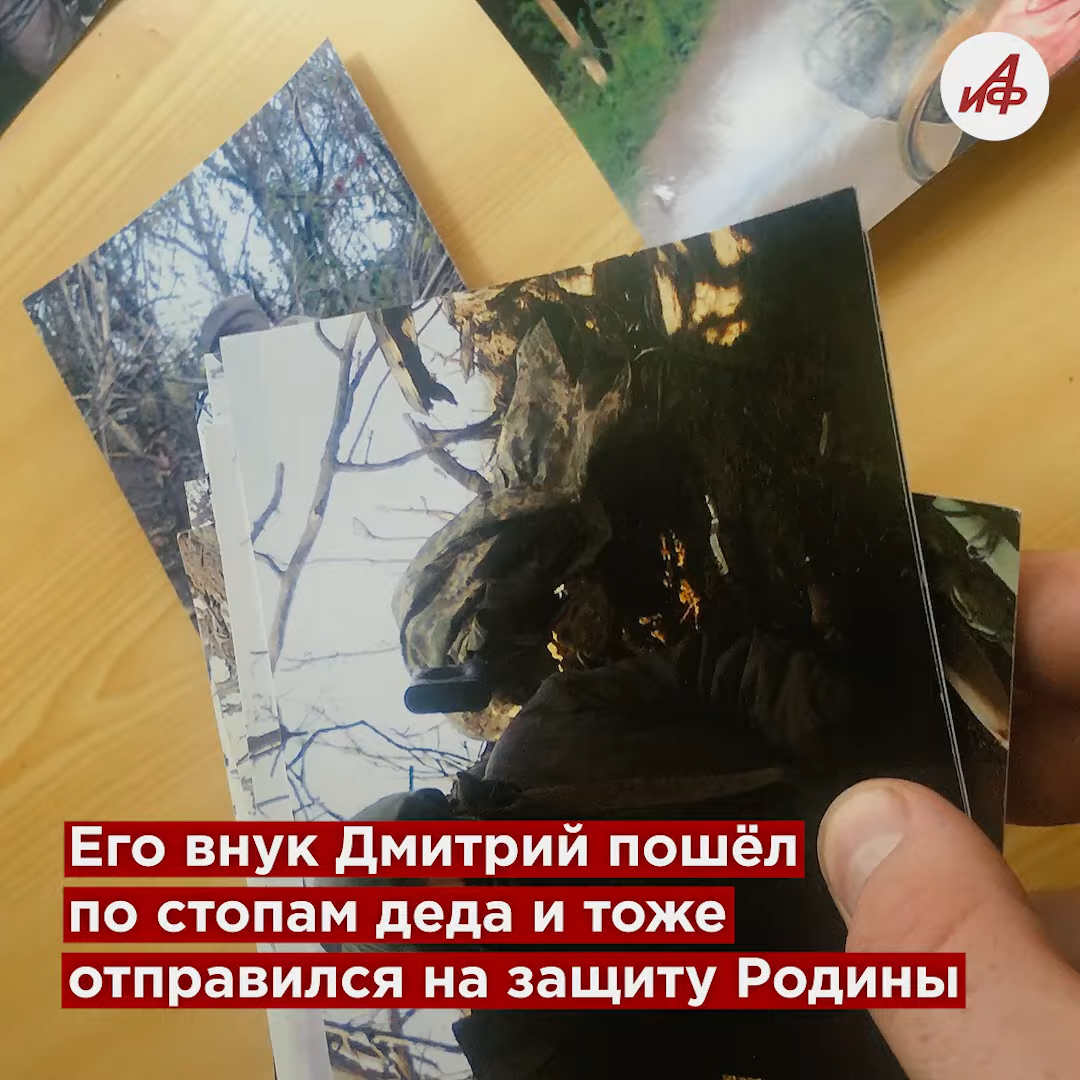 АиФ
Его внук Дмитрий пошёл
по стопам деда и тоже
отправился на защиту Родины